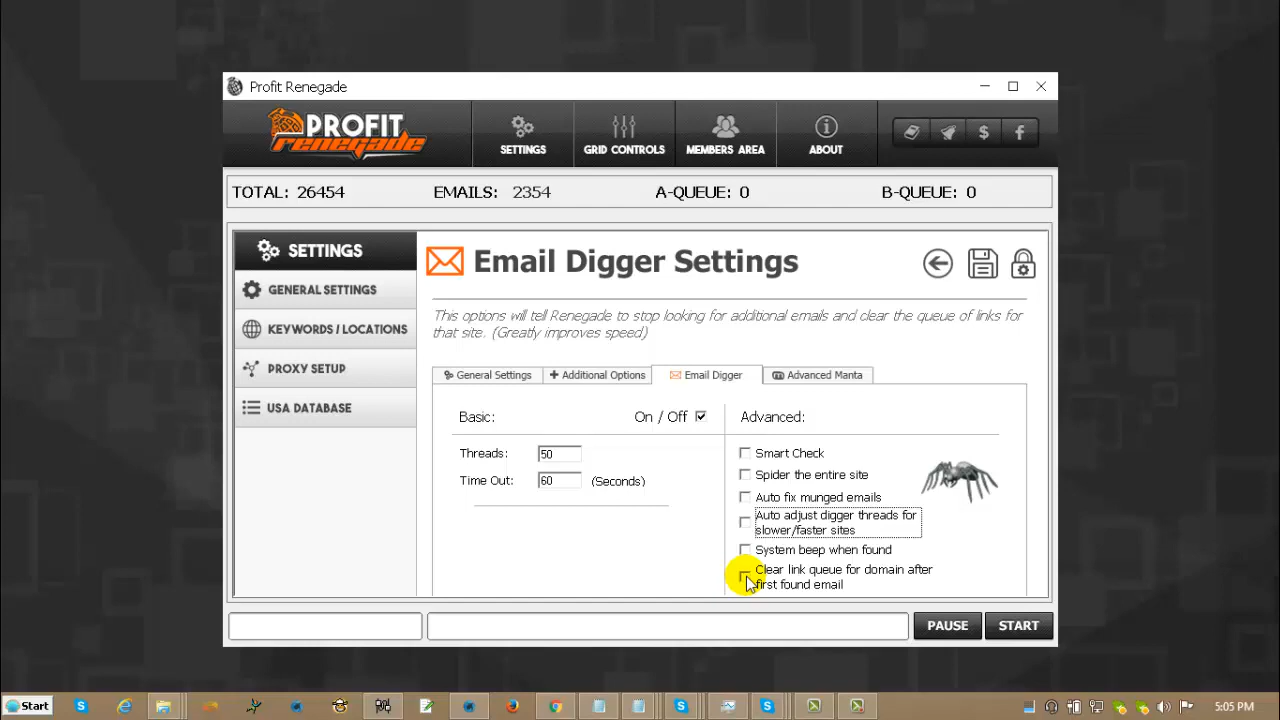 Profit Renegade
PROFIT
renegade
SETTINGS
GRID CONTROLS
MEMBERS AREA
ABOUT
$
f
TOTAL: 26454
EMAILS: 2354
A-QUEUE: 0
B-QUEUE: 0
SETTINGS
GENERAL SETTINGS
KEYWORDS / LOCATIONS
PROXY SETUP
USA DATABASE
Email Digger Settings
This options will tell Renegade to stop looking for additional emails and clear the queue of links for
that site. (Greatly improves speed)
General Settings
Additional Options
Email Digger
Advanced Manta
Basic:
On / Off
Threads: 50
Time Out: 60 (Seconds)
Advanced:
Smart Check
Spider the entire site
Auto fix munged emails
Auto adjust digger threads for
slower/faster sites
System beep when found
Clear link queue for domain after
first found email
PAUSE
START
Start
5:05 PM